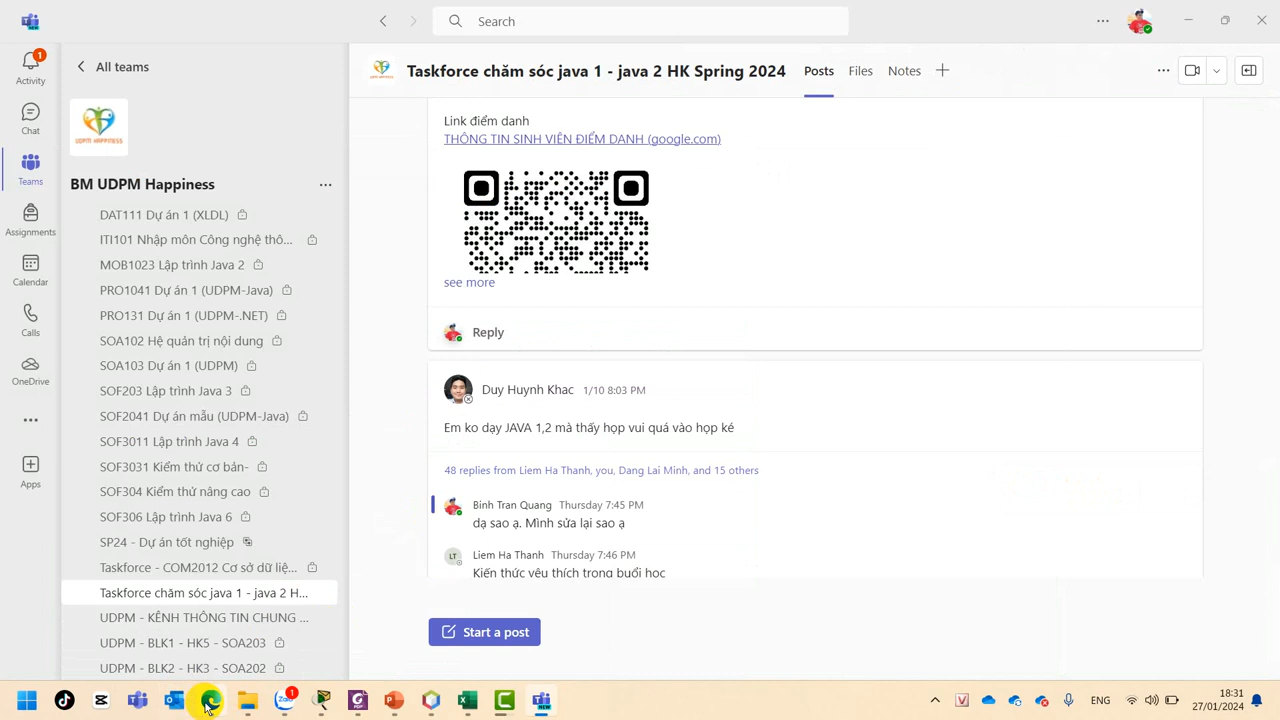 Search
Activity
Chat
Teams
Assignments
Calendar
Calls
OneDrive
Apps
All teams
UDPM HAPPINESS
BM UDPM Happiness
DAT111 Dự án 1 (XLDL)
ITI101 Nhập môn Công nghệ thô...
MOB1023 Lập trình Java 2
PRO1041 Dự án 1 (UDPM-Java)
PRO131 Dự án 1 (UDPM-.NET)
SOA102 Hệ quản trị nội dung
SOA103 Dự án 1 (UDPM)
SOF203 Lập trình Java 3
SOF2041 Dự án mẫu (UDPM-Java)
SOF3011 Lập trình Java 4
SOF3031 Kiểm thử cơ bản-
SOF304 Kiểm thử nâng cao
SOF306 Lập trình Java 6
SP24 - Dự án tốt nghiệp
Taskforce - COM2012 Cơ sở dữ liệ...
Taskforce chăm sóc java 1 - java 2 H...
UDPM - KÊNH THÔNG TIN CHUNG ...
UDPM - BLK1 - HK5 - SOA203
UDPM - BLK2 - HK3 - SOA202
Taskforce chăm sóc java 1 - java 2 HK Spring 2024
Posts
Files
Notes
Link điểm danh
THÔNG TIN SINH VIÊN ĐIỂM DANH (google.com)
see more
Reply
Duy Huynh Khac 1/10 8:03 PM
Em ko dạy JAVA 1,2 mà thấy họp vui quá vào họp ké
48 replies from Liem Ha Thanh, you, Dang Lai Minh, and 15 others
Binh Tran Quang Thursday 7:45 PM
dạ sao ạ. Mình sửa lại sao ạ
LT
Liem Ha Thanh Thursday 7:46 PM
Kiến thức yêu thích trong buổi học
Start a post
ENG
18:31
27/01/2024